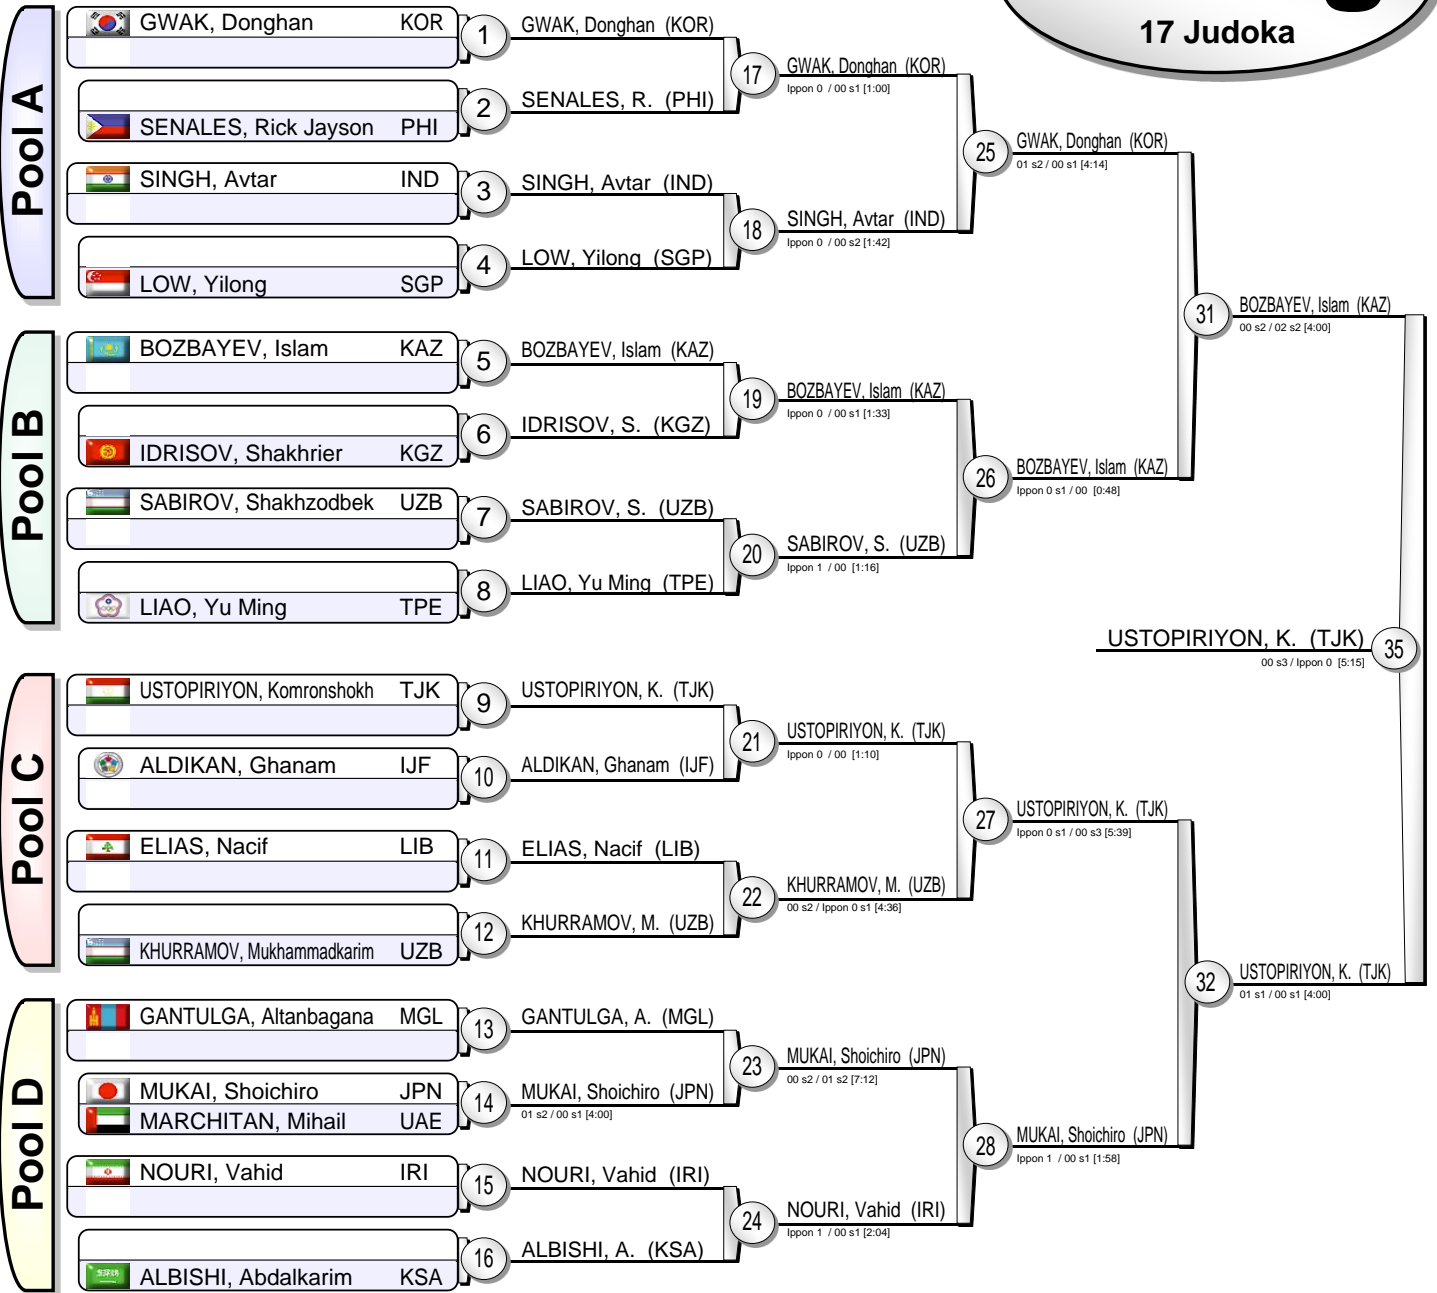 17 Judoka
Pool A
GWAK, Donghan KOR
1
SENALES, Rick Jayson PHI
2
SINGH, Avtar IND
3
LOW, Yilong SGP
4
Pool B
BOZBAYEV, Islam KAZ
5
IDRISOV, Shakhrier KGZ
6
SABIROV, Shakhzodbek UZB
7
LIAO, Yu Ming TPE
8
Pool C
USTOPIRIYON, Komronshokh TJK
9
ALDIKAN, Ghanam IJF
10
ELIAS, Nacif LIB
11
KHURRAMOV, Mukhammadkarim UZB
12
Pool D
GANTULGA, Altanbagana MGL
13
MUKAI, Shoichiro JPN
MARCHITAN, Mihail UAE
14
NOURI, Vahid IRI
15
ALBISHI, Abdalkarim KSA
16
GWAK, Donghan (KOR)
SENALES, R. (PHI)
17
SINGH, Avtar (IND)
LOW, Yilong (SGP)
18
BOZBAYEV, Islam (KAZ)
IDRISOV, S. (KGZ)
19
SABIROV, S. (UZB)
LIAO, Yu Ming (TPE)
20
USTOPIRIYON, K. (TJK)
ALDIKAN, Ghanam (IJF)
21
ELIAS, Nacif (LIB)
KHURRAMOV, M. (UZB)
22
GANTULGA, A. (MGL)
MUKAI, Shoichiro (JPN)
01 s2 / 00 s1 [4:00]
23
NOURI, Vahid (IRI)
ALBISHI, A. (KSA)
24
GWAK, Donghan (KOR)
Ippon 0 / 00 s1 [1:00]
SINGH, Avtar (IND)
Ippon 0 / 00 s2 [1:42]
25
BOZBAYEV, Islam (KAZ)
Ippon 0 / 00 s1 [1:33]
SABIROV, S. (UZB)
Ippon 1 / 00 [1:16]
26
USTOPIRIYON, K. (TJK)
Ippon 0 / 00 [1:10]
KHURRAMOV, M. (UZB)
00 s2 / Ippon 0 s1 [4:36]
27
MUKAI, Shoichiro (JPN)
00 s2 / 01 s2 [7:12]
NOURI, Vahid (IRI)
Ippon 1 / 00 s1 [2:04]
28
GWAK, Donghan (KOR)
01 s2 / 00 s1 [4:14]
BOZBAYEV, Islam (KAZ)
Ippon 0 s1 / 00 [0:48]
31
USTOPIRIYON, K. (TJK)
Ippon 0 s1 / 00 s3 [5:39]
MUKAI, Shoichiro (JPN)
Ippon 1 / 00 s1 [1:58]
32
BOZBAYEV, Islam (KAZ)
00 s2 / 02 s2 [4:00]
USTOPIRIYON, K. (TJK)
01 s1 / 00 s1 [4:00]
USTOPIRIYON, K. (TJK)
00 s3 / Ippon 0 [5:15]
35